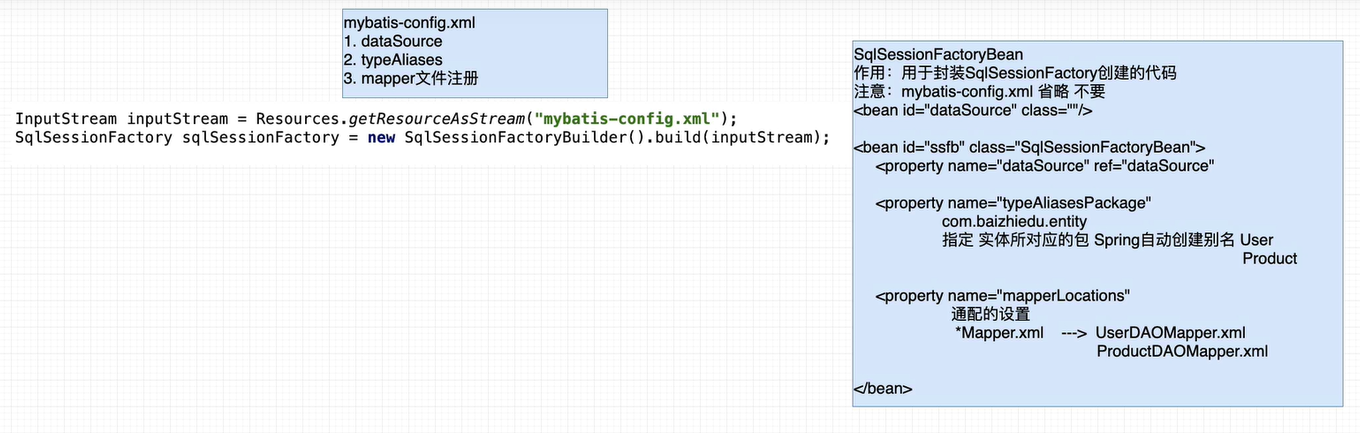 mybatis-config.xml
1. dataSource
2. typeAliases
3. mapper文件注册
InputStream inputStream = Resources.getResourceAsStream("mybatis-config.xml");
SqlSessionFactory sqlSessionFactory = new SqlSessionFactoryBuilder().build(inputStream);
SqlSessionFactoryBean
作用：用于封装SqlSessionFactory创建的代码
注意：mybatis-config.xml 省略 不要
<bean id="dataSource" class=""/>
<bean id="ssfb" class="SqlSessionFactoryBean">
<property name="dataSource" ref="dataSource"
<property name="typeAliasesPackage"
com.baizhiedu.entity
指定 实体所对应的包 Spring自动创建别名 User
Product
<property name="mapperLocations"
通配的设置
*Mapper.xml ---> UserDAOMapper.xml
ProductDAOMapper.xml
</bean>